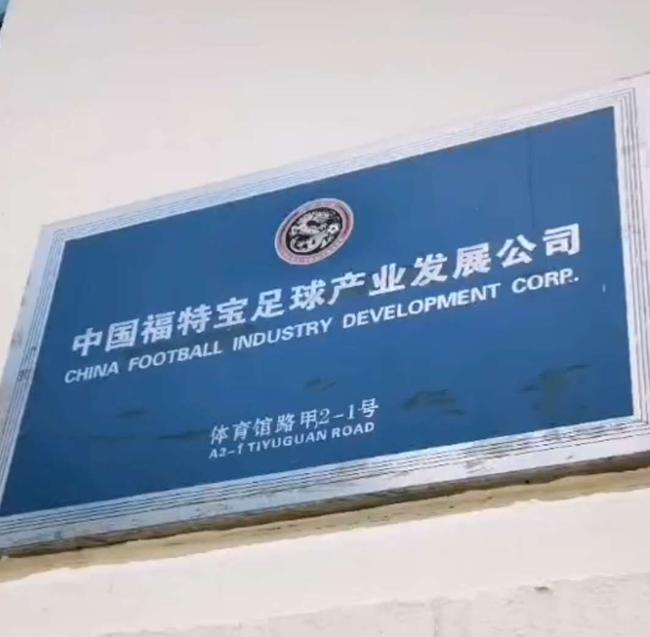 中国福特宝足球产业发展公司
CHINA FOOTBALL INDUSTRY DEVELOPMENT CORP.
体育馆路甲2-1号
A2-1 TIYUGUAN ROAD